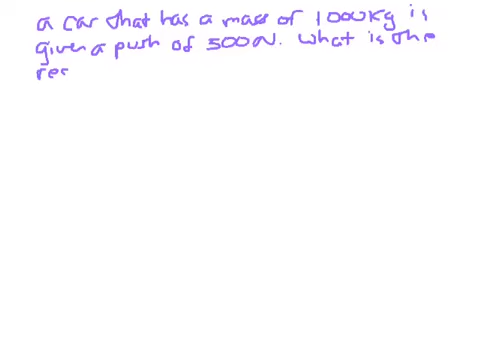 a car that has a mass of 1000kg is
given a push of 500N. What is the
res